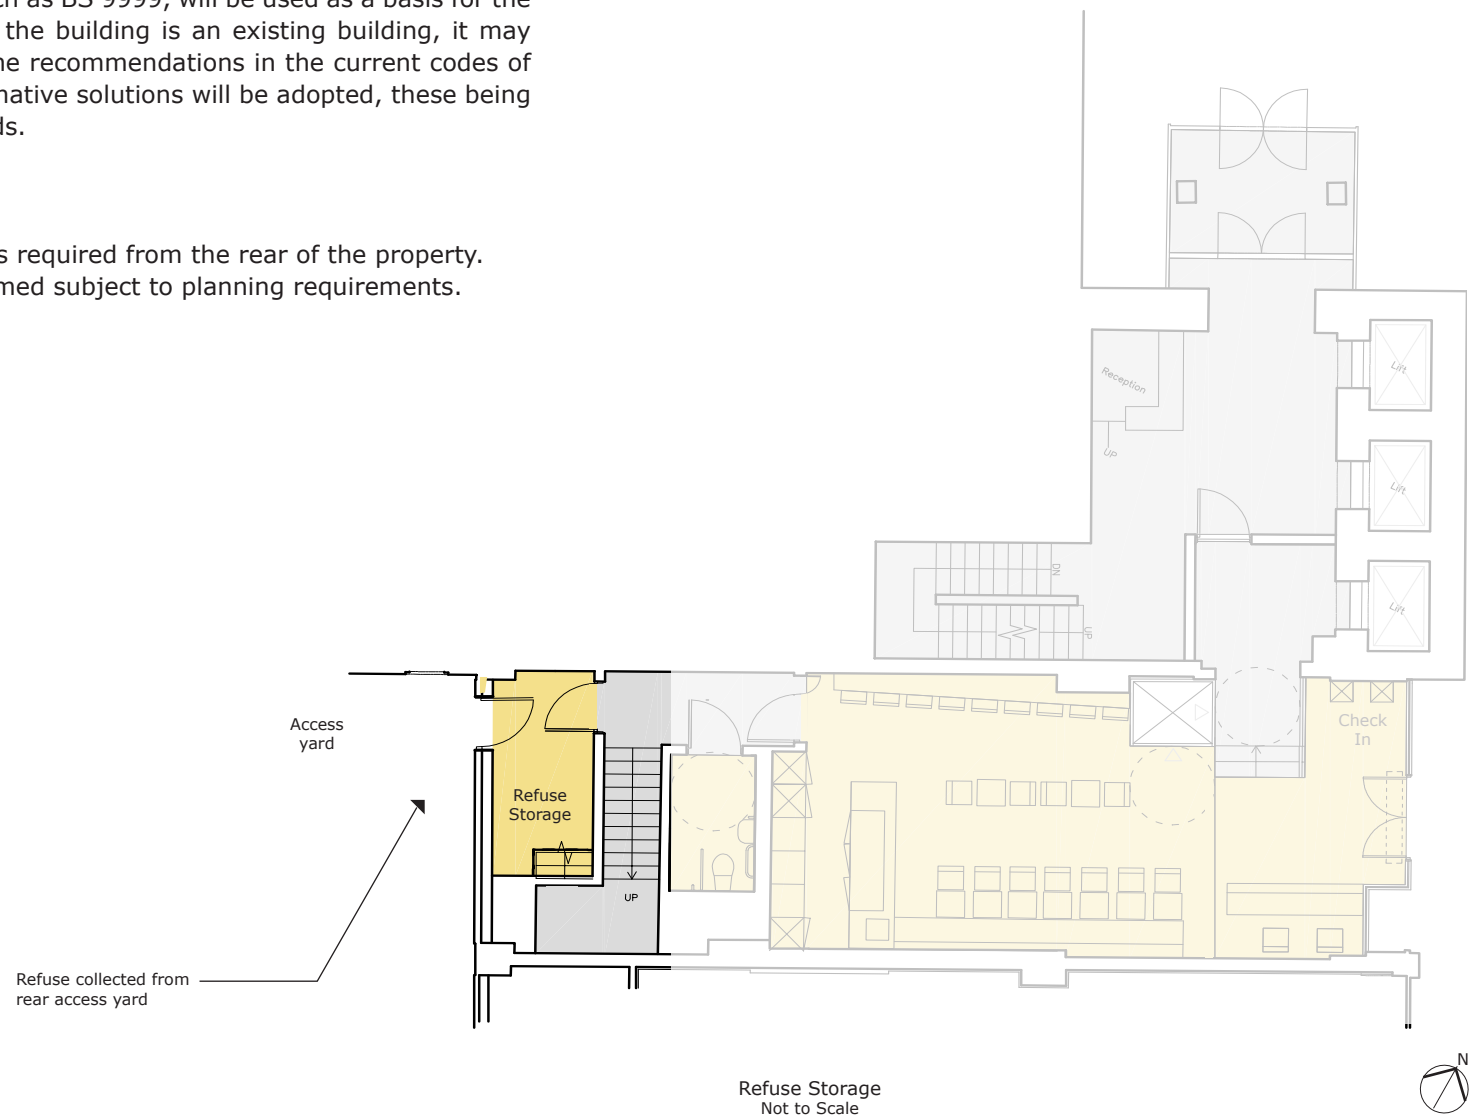 ch as BS 9999, will be used as a basis for the
the building is an existing building, it may
he recommendations in the current codes of
native solutions will be adopted, these being
ds.
s required from the rear of the property.
med subject to planning requirements.
Lift
Reception
UP
Lift
DN
Lift
UP
Access
yard
Check
In
Refuse
Storage
UP
Refuse collected from
rear access yard
N
Refuse Storage
Not to Scale